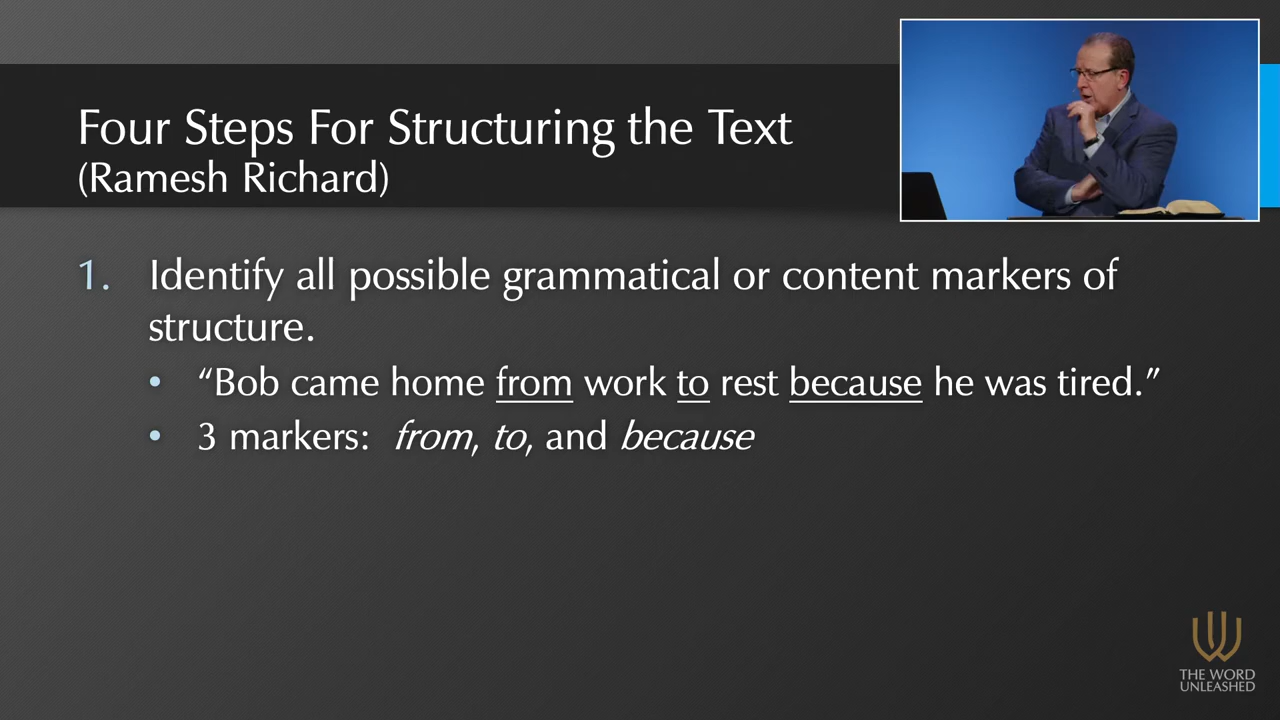 Four Steps For Structuring the Text
(Ramesh Richard)
1. Identify all possible grammatical or content markers of
structure.
• “Bob came home from work to rest because he was tired.”
• 3 markers: from, to, and because
THE WORD
UNLEASHED